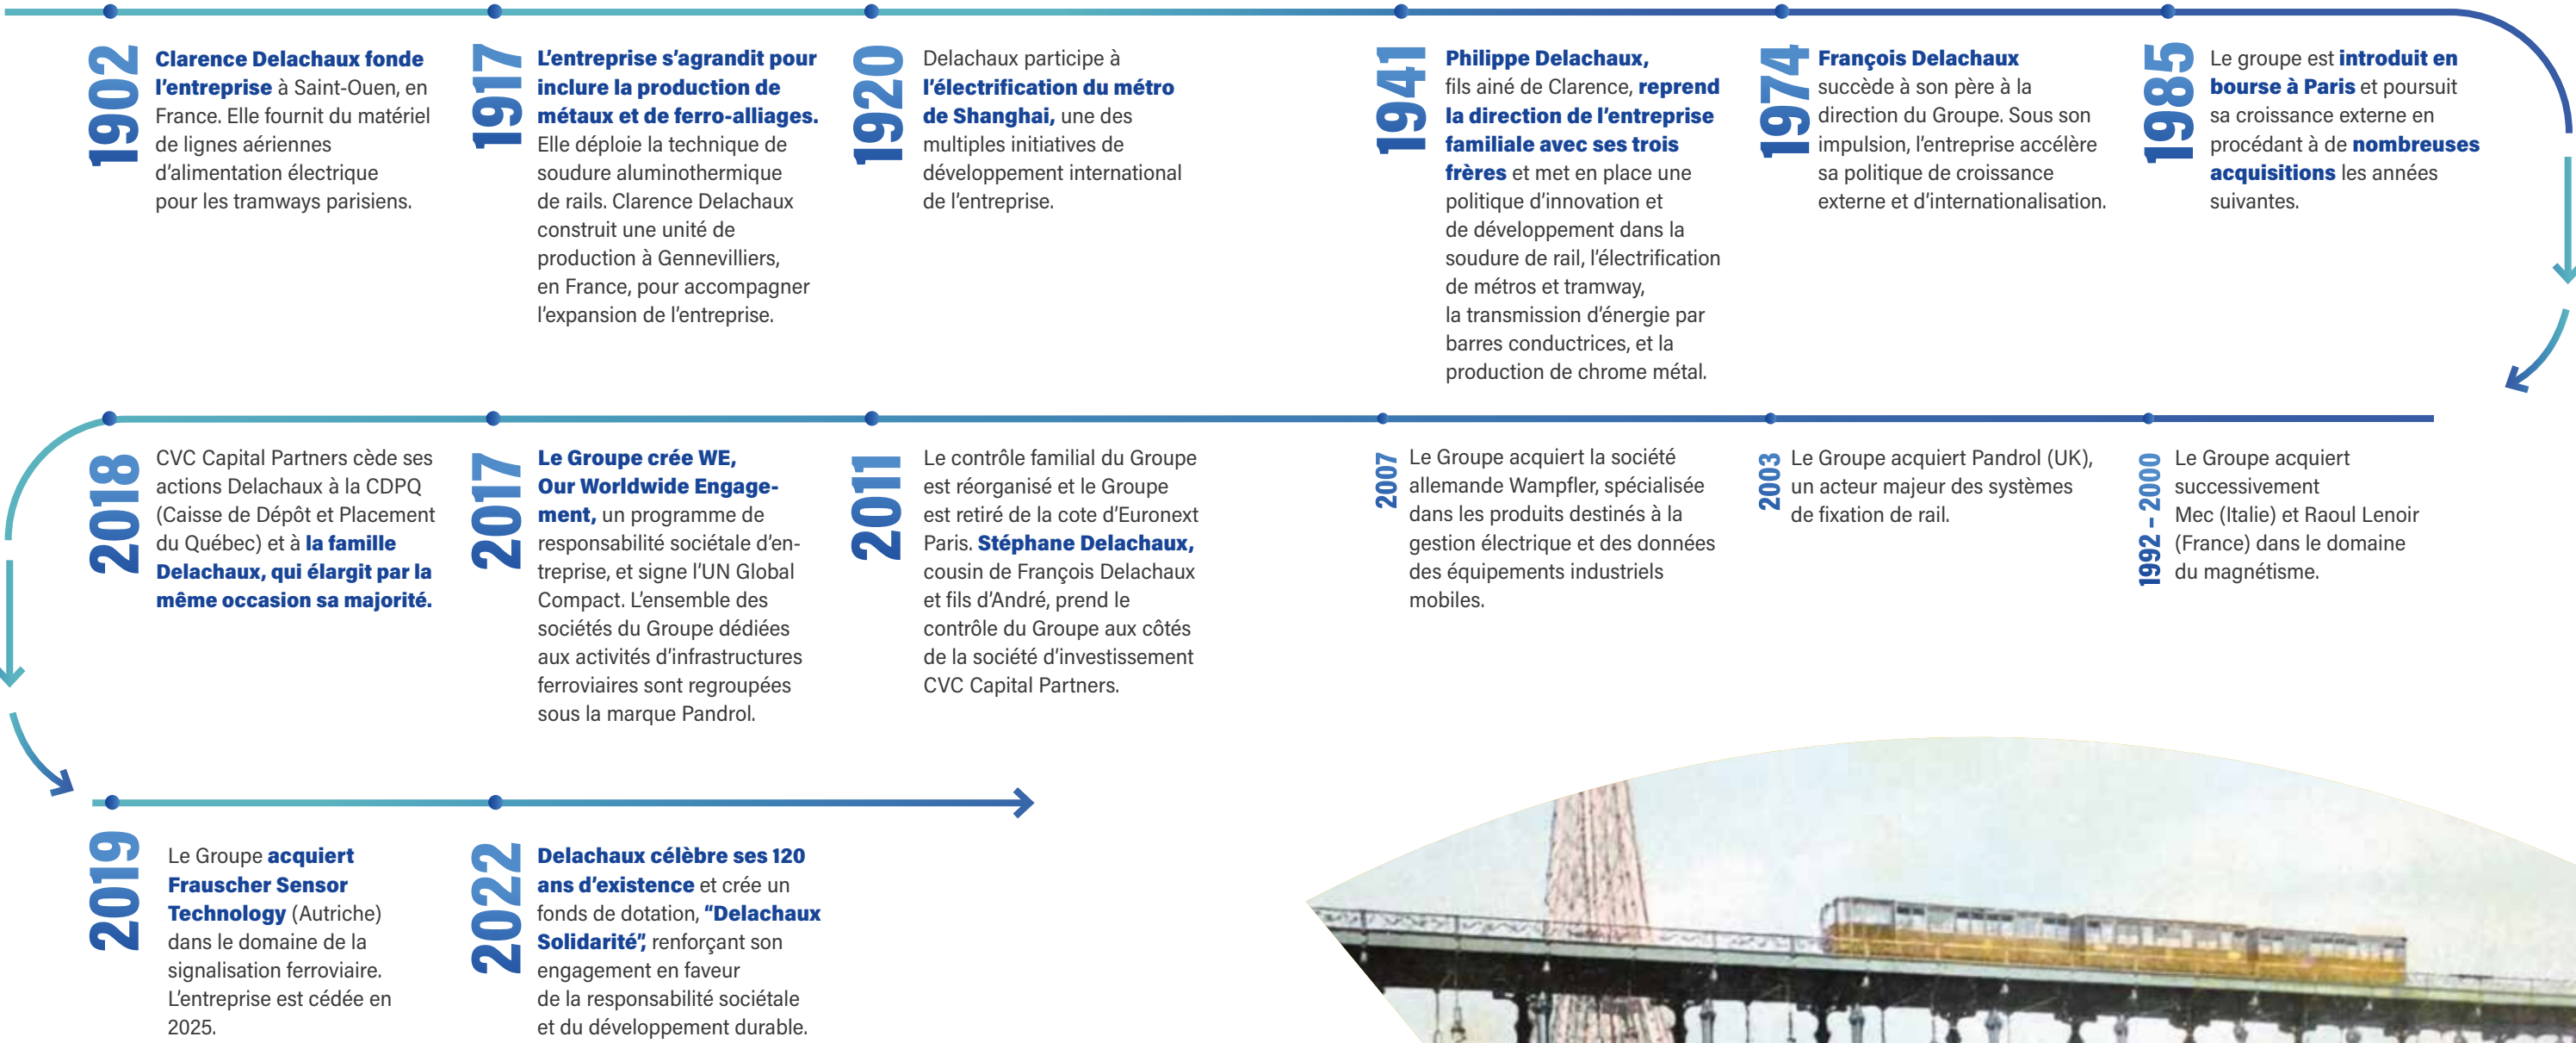 1902
Clarence Delachaux fonde
l’entreprise à Saint-Ouen, en
France. Elle fournit du matériel
de lignes aériennes
d’alimentation électrique
pour les tramways parisiens.
1917
L’entreprise s’agrandit pour
inclure la production de
métaux et de ferro-alliages.
Elle déploie la technique de
soudure aluminothermique
de rails. Clarence Delachaux
construit une unité de
production à Gennevilliers,
en France, pour accompagner
l’expansion de l’entreprise.
1920
Delachaux participe à
l’électrification du métro
de Shanghai, une des
multiples initiatives de
développement international
de l’entreprise.
1941
Philippe Delachaux,
fils ainé de Clarence, reprend
la direction de l’entreprise
familiale avec ses trois
frères et met en place une
politique d’innovation et
de développement dans la
soudure de rail, l’électrification
de métros et tramway,
la transmission d’énergie par
barres conductrices, et la
production de chrome métal.
1974
François Delachaux
succède à son père à la
direction du Groupe. Sous son
impulsion, l’entreprise accélère
sa politique de croissance
externe et d’internationalisation.
1985
Le groupe est introduit en
bourse à Paris et poursuit
sa croissance externe en
procédant à de nombreuses
acquisitions les années
suivantes.
1992 – 2000
Le Groupe acquiert
successivement
Mec (Italie) et Raoul Lenoir
(France) dans le domaine
du magnétisme.
2003
Le Groupe acquiert Pandrol (UK),
un acteur majeur des systèmes
de fixation de rail.
2007
Le Groupe acquiert la société
allemande Wampfler, spécialisée
dans les produits destinés à la
gestion électrique et des données
des équipements industriels
mobiles.
2011
Le contrôle familial du Groupe
est réorganisé et le Groupe
est retiré de la cote d’Euronext
Paris. Stéphane Delachaux,
cousin de François Delachaux
et fils d’André, prend le
contrôle du Groupe aux côtés
de la société d’investissement
CVC Capital Partners.
2017
Le Groupe crée WE,
Our Worldwide Engage-
ment, un programme de
responsabilité sociétale d’en-
treprise, et signe l’UN Global
Compact. L’ensemble des
sociétés du Groupe dédiées
aux activités d’infrastructures
ferroviaires sont regroupées
sous la marque Pandrol.
2018
CVC Capital Partners cède ses
actions Delachaux à la CDPQ
(Caisse de Dépôt et Placement
du Québec) et à la famille
Delachaux, qui élargit par la
même occasion sa majorité.
2019
Le Groupe acquiert
Frauscher Sensor
Technology (Autriche)
dans le domaine de la
signalisation ferroviaire.
L’entreprise est cédée en
2025.
2022
Delachaux célèbre ses 120
ans d’existence et crée un
fonds de dotation, “Delachaux
Solidarité”, renforçant son
engagement en faveur
de la responsabilité sociétale
et du développement durable.